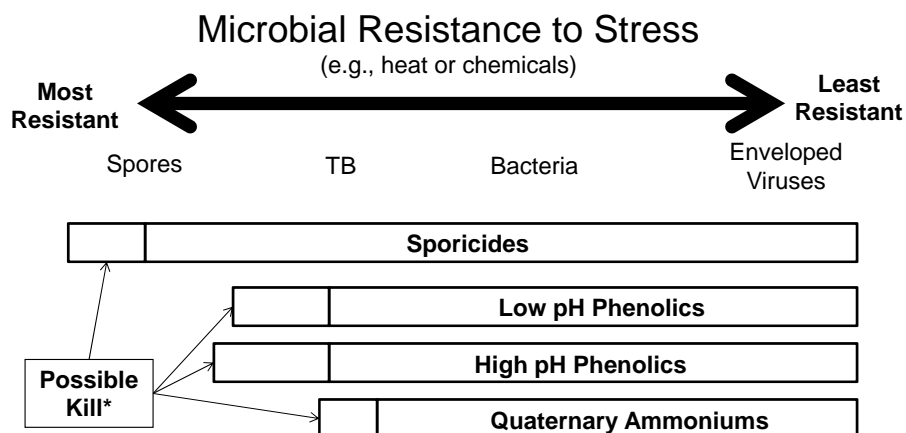 Microbial Resistance to Stress
(e.g., heat or chemicals)
Most
Resistant
Least
Resistant
Spores
TB
Bacteria
Enveloped
Viruses
Sporicides
Low pH Phenolics
High pH Phenolics
Possible
Kill*
Quaternary Ammoniums